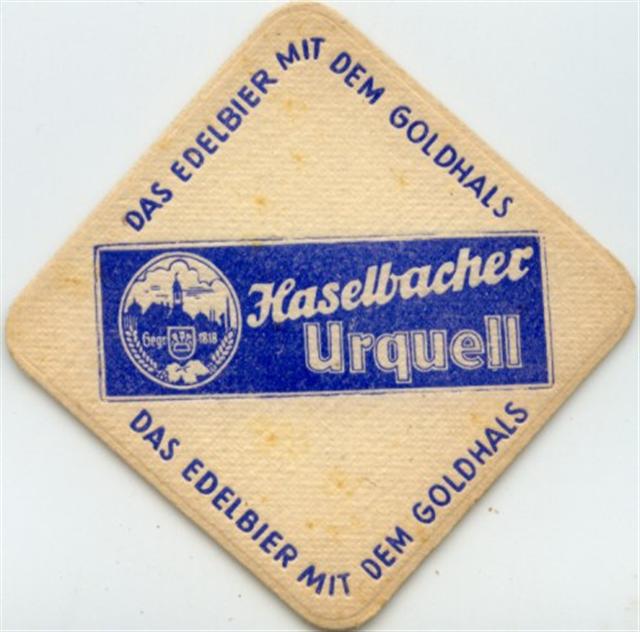 DAS EDELBIER MIT DEM GOLDHALS
Haselbacher
Urquell
Gegr. 1818
DAS EDELBIER MIT DEM GOLDHALS